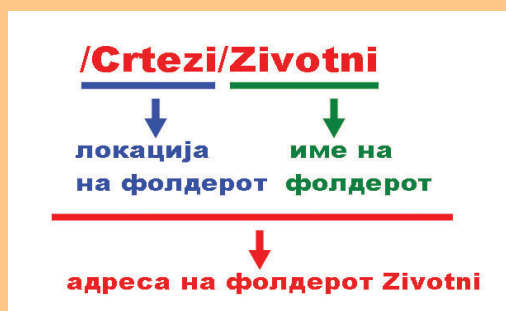 /Crtezi/Zivotni
локација име на
на фолдерот фолдерот
адреса на фолдерот Zivotni